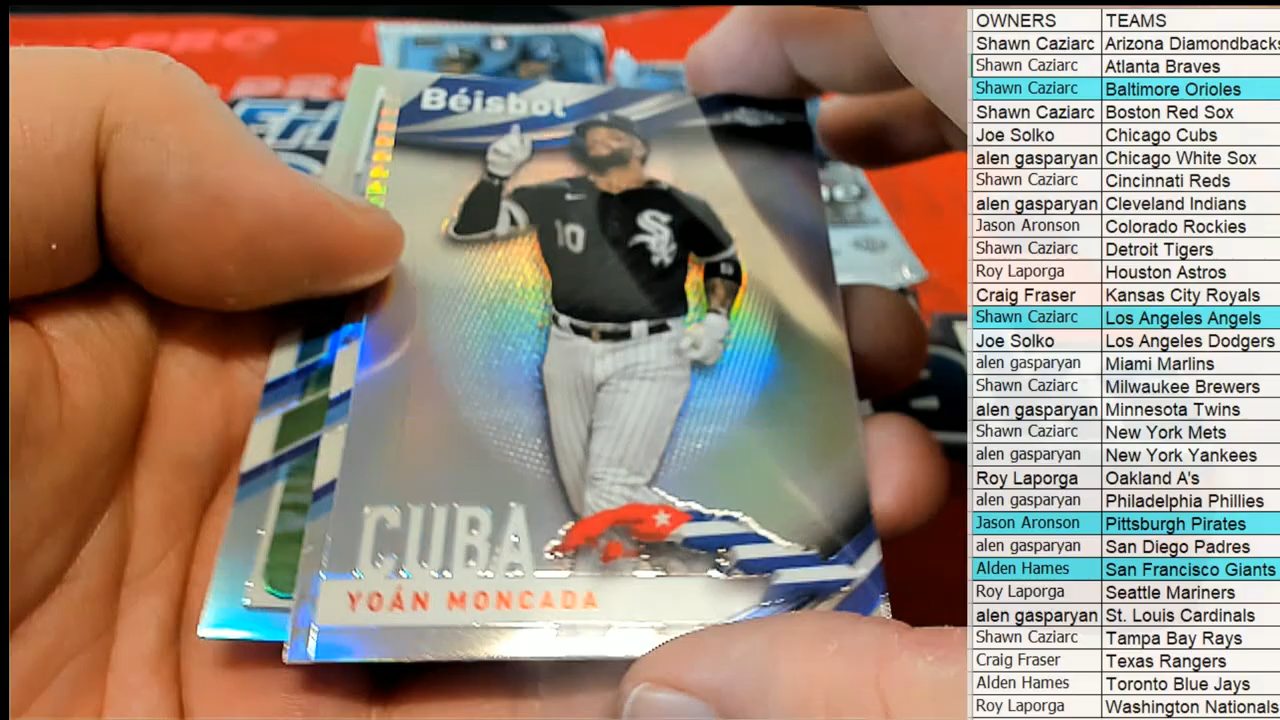 Béisbol
10
CUBA
YOÁN MONCADA
OWNERS TEAMS
Shawn Caziarc Arizona Diamondbacks
Shawn Caziarc Atlanta Braves
Shawn Caziarc Baltimore Orioles
Shawn Caziarc Boston Red Sox
Joe Solko Chicago Cubs
alen gasparyan Chicago White Sox
Shawn Caziarc Cincinnati Reds
alen gasparyan Cleveland Indians
Jason Aronson Colorado Rockies
Shawn Caziarc Detroit Tigers
Roy Laporga Houston Astros
Craig Fraser Kansas City Royals
Shawn Caziarc Los Angeles Angels
Joe Solko Los Angeles Dodgers
alen gasparyan Miami Marlins
Shawn Caziarc Milwaukee Brewers
alen gasparyan Minnesota Twins
Shawn Caziarc New York Mets
alen gasparyan New York Yankees
Roy Laporga Oakland A's
alen gasparyan Philadelphia Phillies
Jason Aronson Pittsburgh Pirates
alen gasparyan San Diego Padres
Alden Hames San Francisco Giants
Roy Laporga Seattle Mariners
alen gasparyan St. Louis Cardinals
Shawn Caziarc Tampa Bay Rays
Craig Fraser Texas Rangers
Alden Hames Toronto Blue Jays
Roy Laporga Washington Nationals